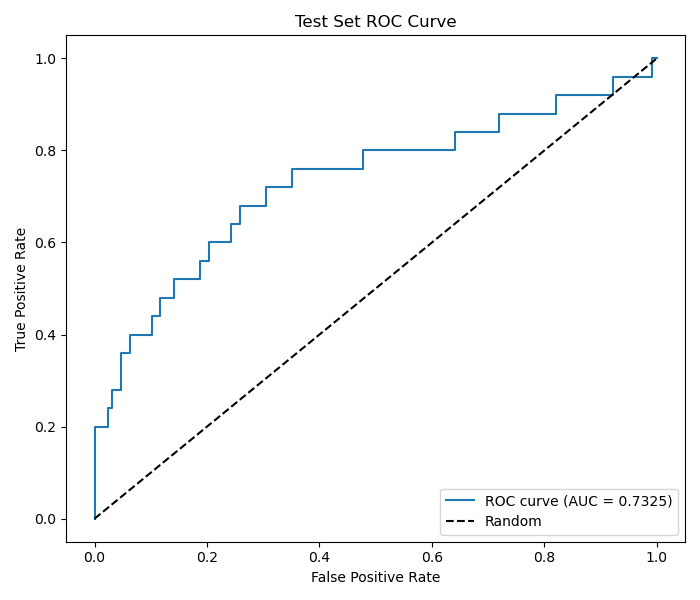 Test Set ROC Curve
True Positive Rate
1.0
0.8
0.6
0.4
0.2
0.0
ROC curve (AUC = 0.7325)
Random
0.0 0.2 0.4 0.6 0.8 1.0
False Positive Rate